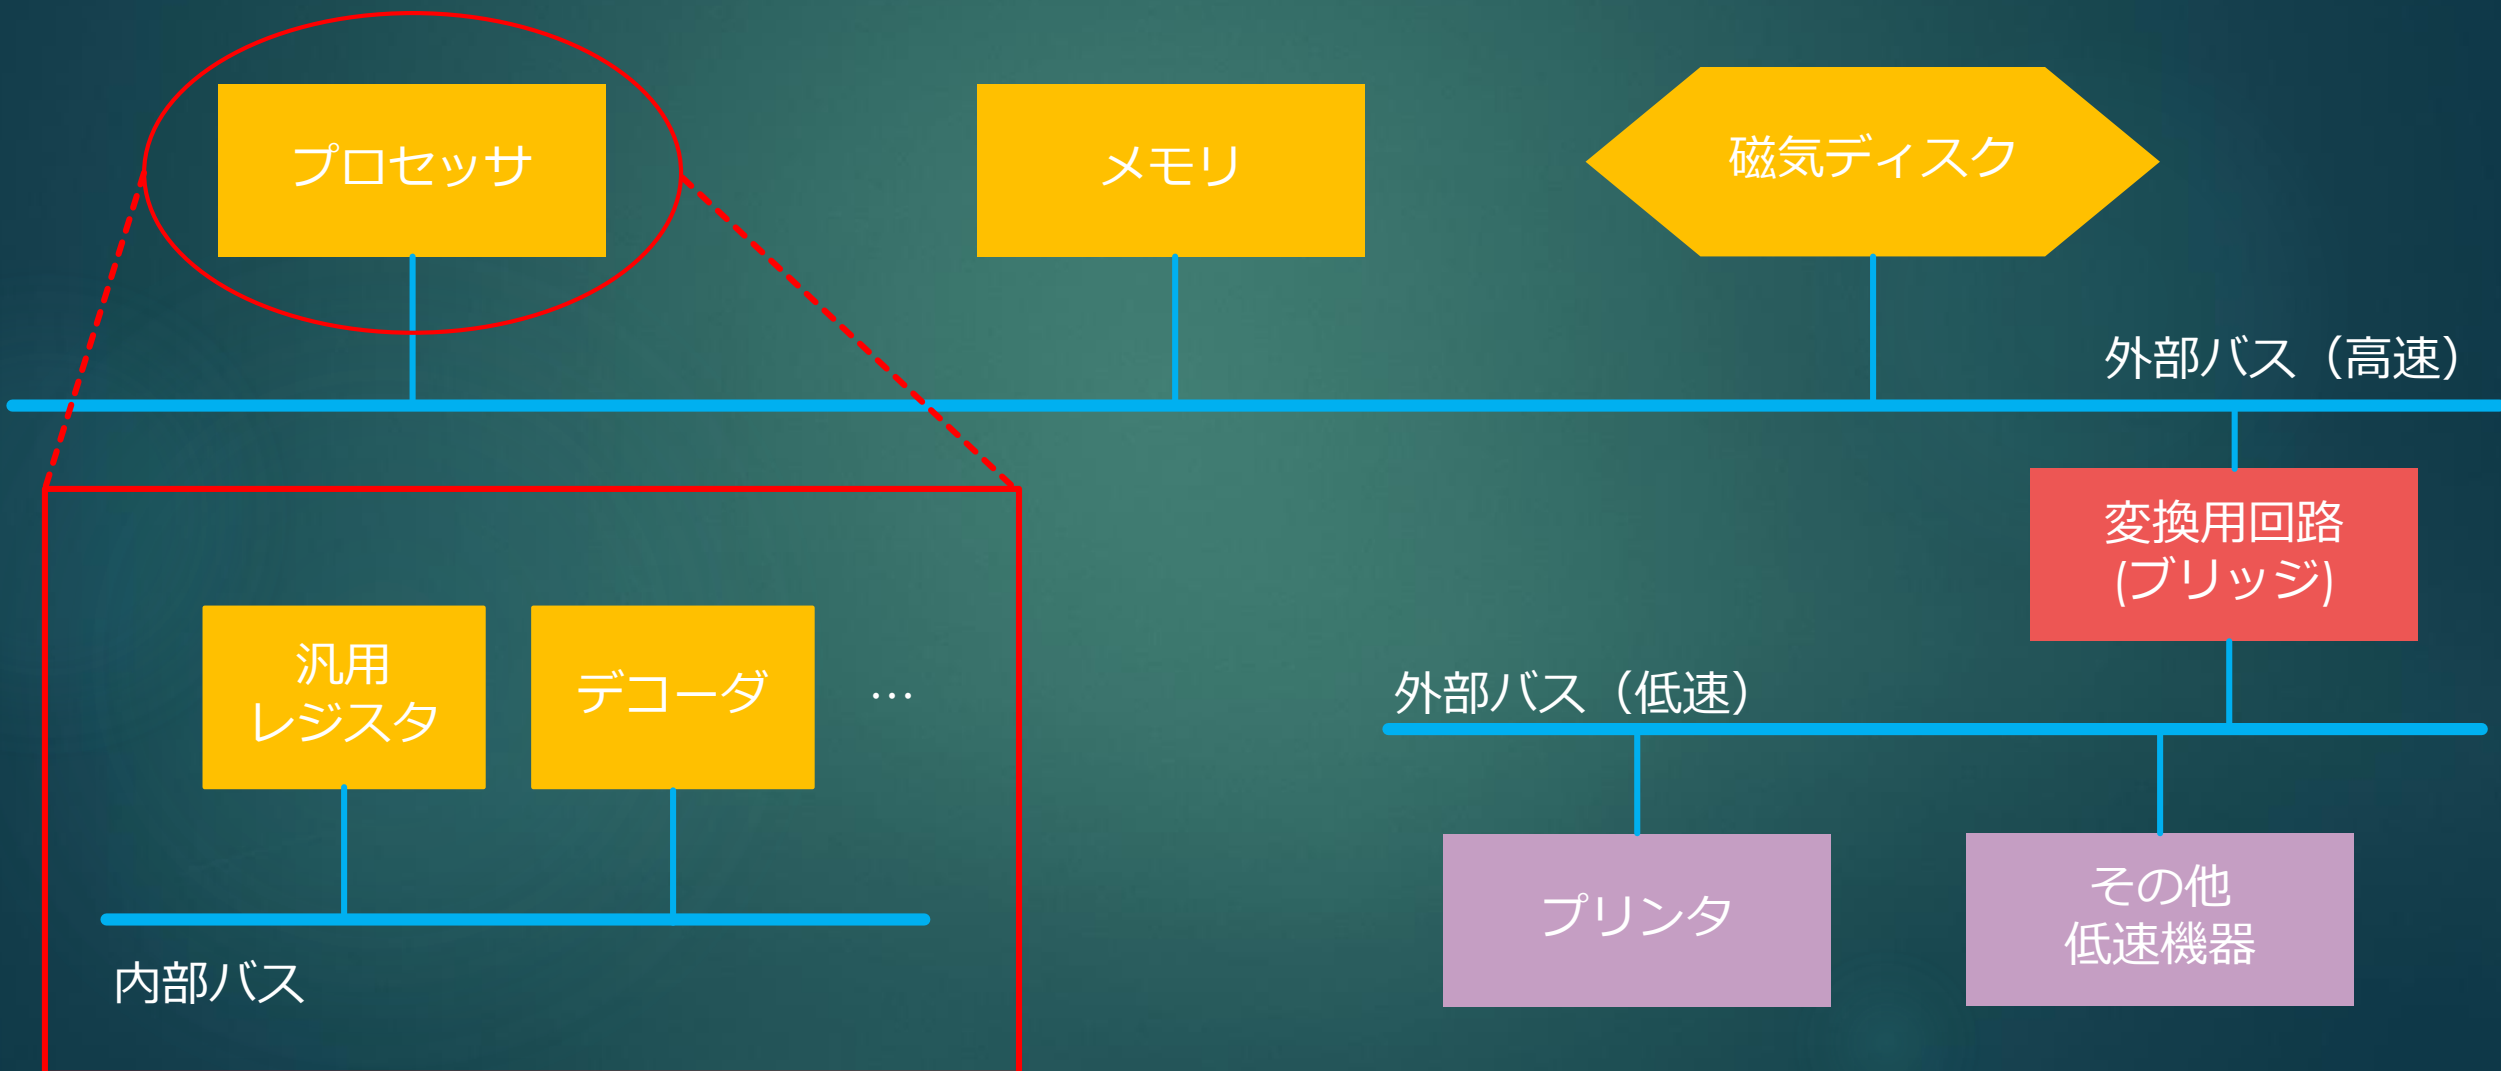 プロセッサ
メモリ
磁気ディスク
外部バス（高速）
変換用回路
(ブリッジ)
汎用
レジスタ
デコーダ
…
外部バス（低速）
プリンタ
その他
低速機器
内部バス